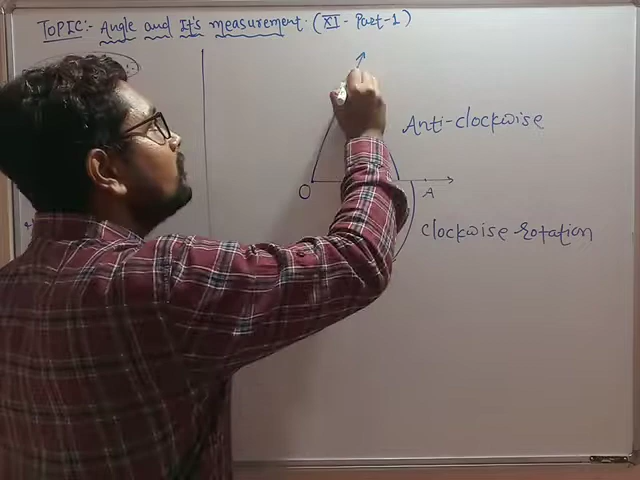 TOPIC:- Angle and It's measurement. (XI - Part-1)
Anti-clockwise
O
A
clockwise rotation